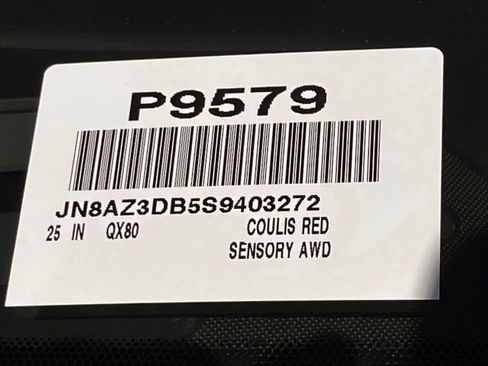 P9579
JN8AZ3DB5S9403272
25 IN QX80 COULIS RED
SENSORY AWD